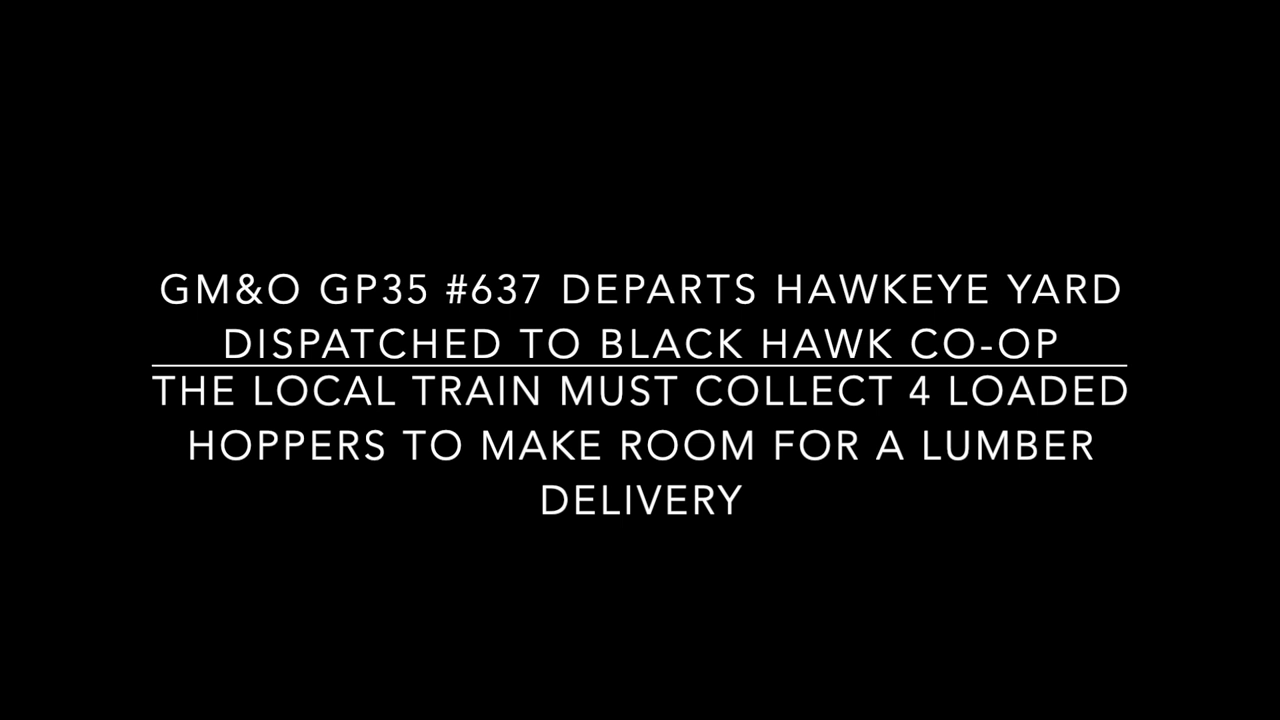 GM&O GP35 #637 DEPARTS HAWKEYE YARD
DISPATCHED TO BLACK HAWK CO-OP
THE LOCAL TRAIN MUST COLLECT 4 LOADED
HOPPERS TO MAKE ROOM FOR A LUMBER
DELIVERY